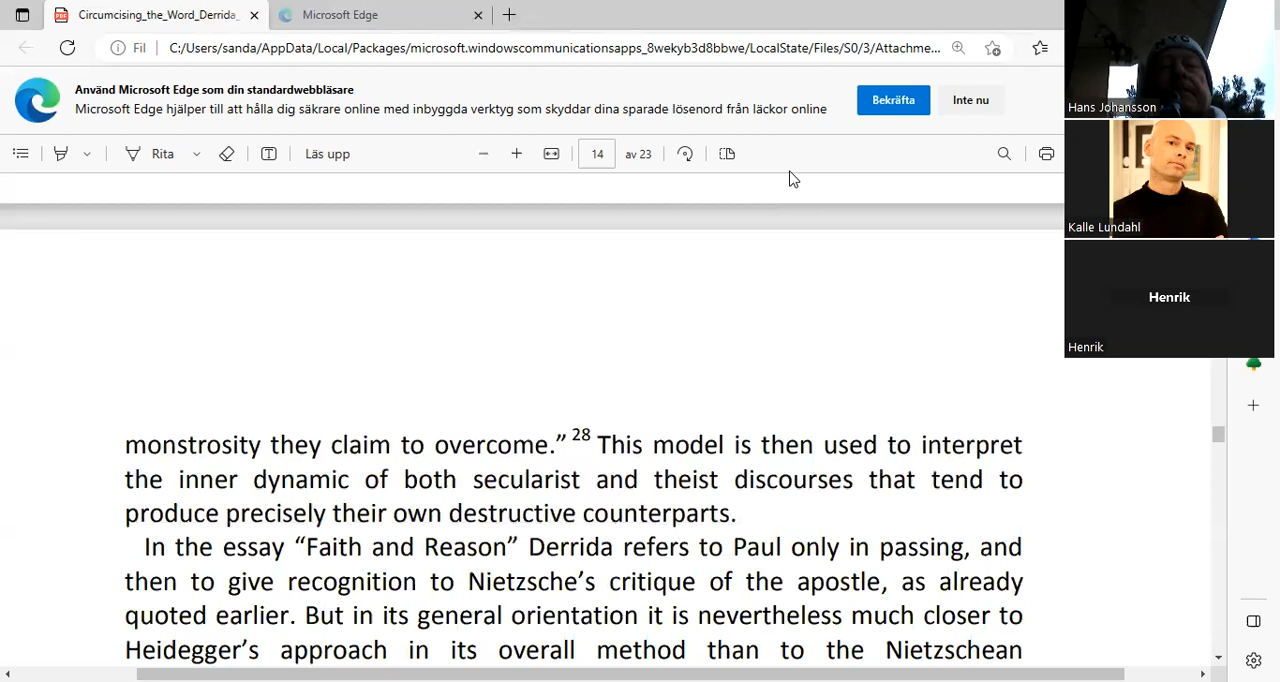 Circumcising_the_Word_Derrida_
Microsoft Edge
Fil
C:/Users/sanda/AppData/Local/Packages/microsoft.windowscommunicationsapps_8wekyb3d8bbwe/LocalState/Files/S0/3/Attachme...
Använd Microsoft Edge som din standardwebbläsare
Microsoft Edge hjälper till att hålla dig säkrare online med inbyggda verktyg som skyddar dina sparade lösenord från läckor online
Bekräfta
Inte nu
Rita
Läs upp
14
av 23
Hans Johansson
Kalle Lundahl
Henrik
Henrik
monstrosity they claim to overcome.” 28 This model is then used to interpret
the inner dynamic of both secularist and theist discourses that tend to
produce precisely their own destructive counterparts.
In the essay “Faith and Reason” Derrida refers to Paul only in passing, and
then to give recognition to Nietzsche’s critique of the apostle, as already
quoted earlier. But in its general orientation it is nevertheless much closer to
Heidegger’s approach in its overall method than to the Nietzschean